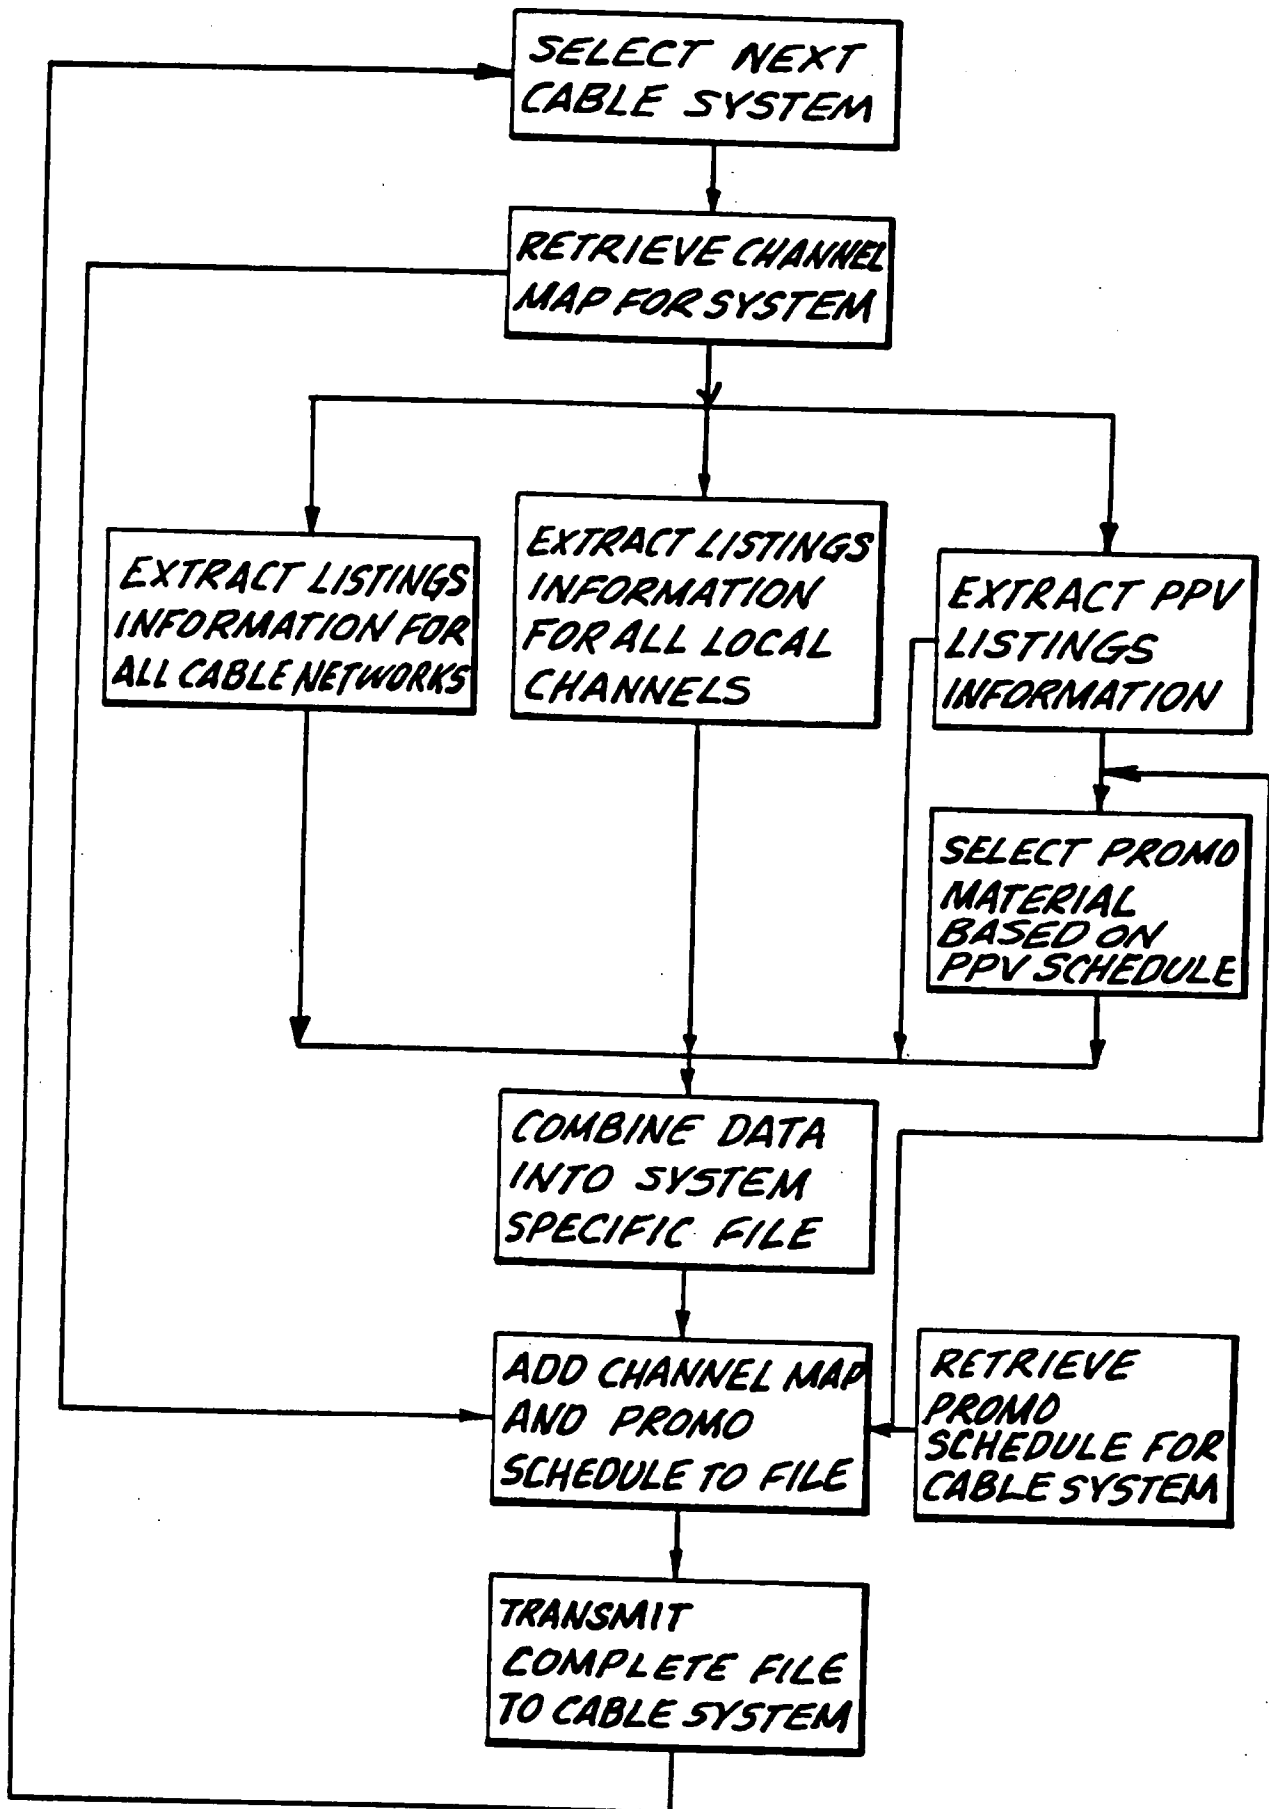 SELECT NEXT
CABLE SYSTEM
RETRIEVE CHANNEL
MAP FOR SYSTEM
EXTRACT LISTINGS
INFORMATION FOR
ALL CABLE NETWORKS
EXTRACT LISTINGS
INFORMATION
FOR ALL LOCAL
CHANNELS
EXTRACT PPV
LISTINGS
INFORMATION
SELECT PROMO
MATERIAL
BASED ON
PPV SCHEDULE
COMBINE DATA
INTO SYSTEM
SPECIFIC FILE
ADD CHANNEL MAP
AND PROMO
SCHEDULE TO FILE
RETRIEVE
PROMO
SCHEDULE FOR
CABLE SYSTEM
TRANSMIT
COMPLETE FILE
TO CABLE SYSTEM